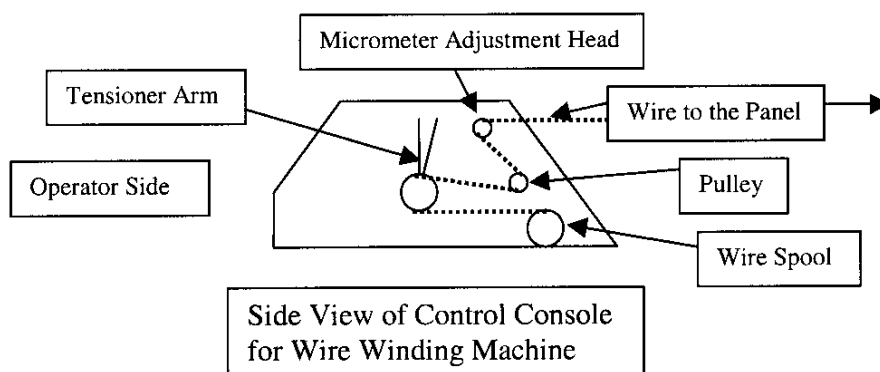 Micrometer Adjustment Head
Tensioner Arm
Wire to the Panel
Operator Side
Pulley
Wire Spool
Side View of Control Console
for Wire Winding Machine